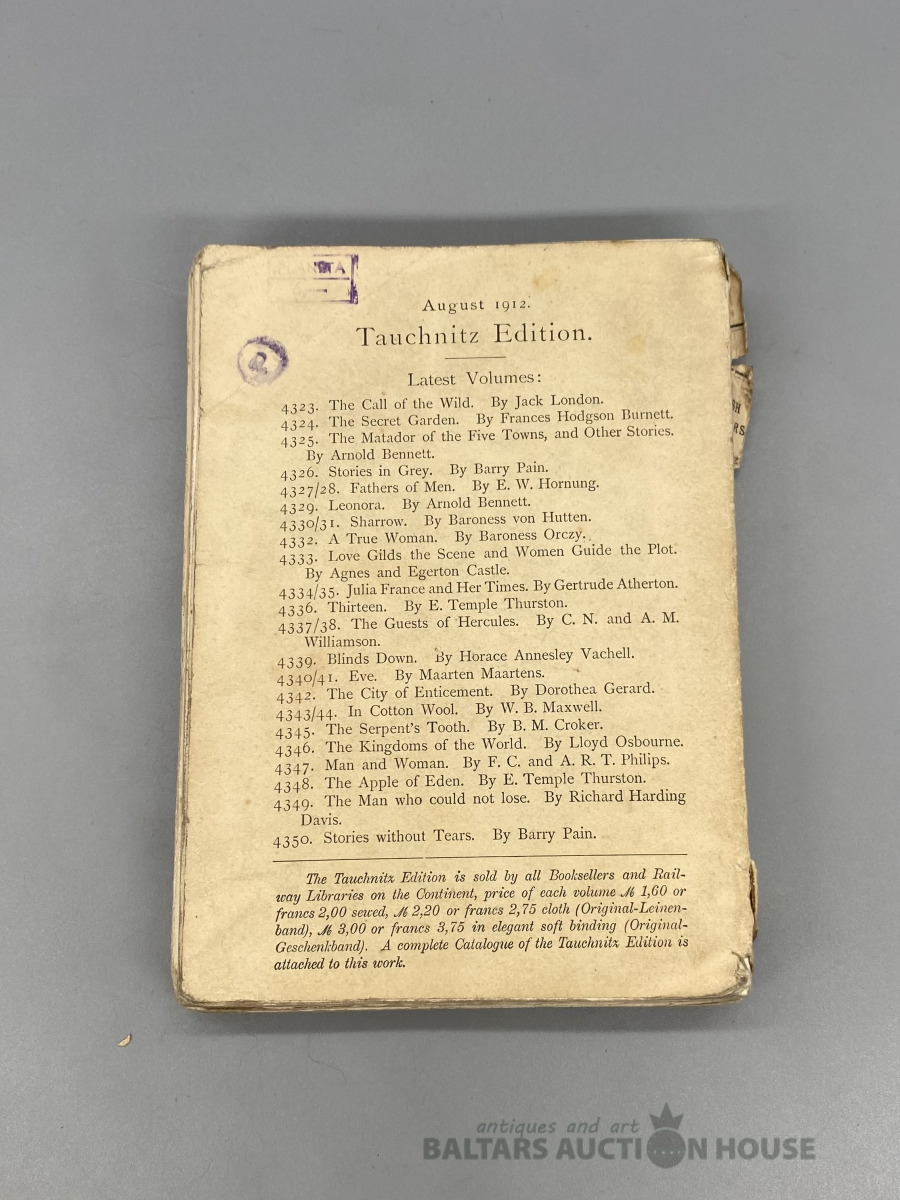 August 1912.
Tauchnitz Edition.
Latest Volumes:
4323. The Call of the Wild. By Jack London.
4324. The Secret Garden. By Frances Hodgson Burnett.
4325. The Matador of the Five Towns, and Other Stories.
By Arnold Bennett.
4326. Stories in Grey. By Barry Pain.
4327/28. Fathers of Men. By E. W. Hornung.
4329. Leonora. By Arnold Bennett.
4330/31. Sharrow. By Baroness von Hutten.
4332. A True Woman. By Baroness Orczy.
4333. Love Gilds the Scene and Women Guide the Plot.
By Agnes and Egerton Castle.
4334/35. Julia France and Her Times. By Gertrude Atherton.
4336. Thirteen. By E. Temple Thurston.
4337/38. The Guests of Hercules. By C. N. and A. M.
Williamson.
4339. Blinds Down. By Horace Annesley Vachell.
4340/41. Eve. By Maarten Maartens.
4342. The City of Enticement. By Dorothea Gerard.
4343/44. In Cotton Wool. By W. B. Maxwell.
4345. The Serpent's Tooth. By B. M. Croker.
4346. The Kingdoms of the World. By Lloyd Osbourne.
4347. Man and Woman. By F. C. and A. R. T. Philips.
4348. The Apple of Eden. By E. Temple Thurston.
4349. The Man who could not lose. By Richard Harding
Davis.
4350. Stories without Tears. By Barry Pain.
The Tauchnitz Edition is sold by all Booksellers and Rail-
way Libraries on the Continent, price of each volume ℳ 1,60 or
francs 2,00 sewed, ℳ 2,20 or francs 2,75 cloth (Original-Leinen-
band), ℳ 3,00 or francs 3,75 in elegant soft binding (Original-
Geschenkband). A complete Catalogue of the Tauchnitz Edition is
attached to this work.
antiques and art
BALTARS AUCTION HOUSE